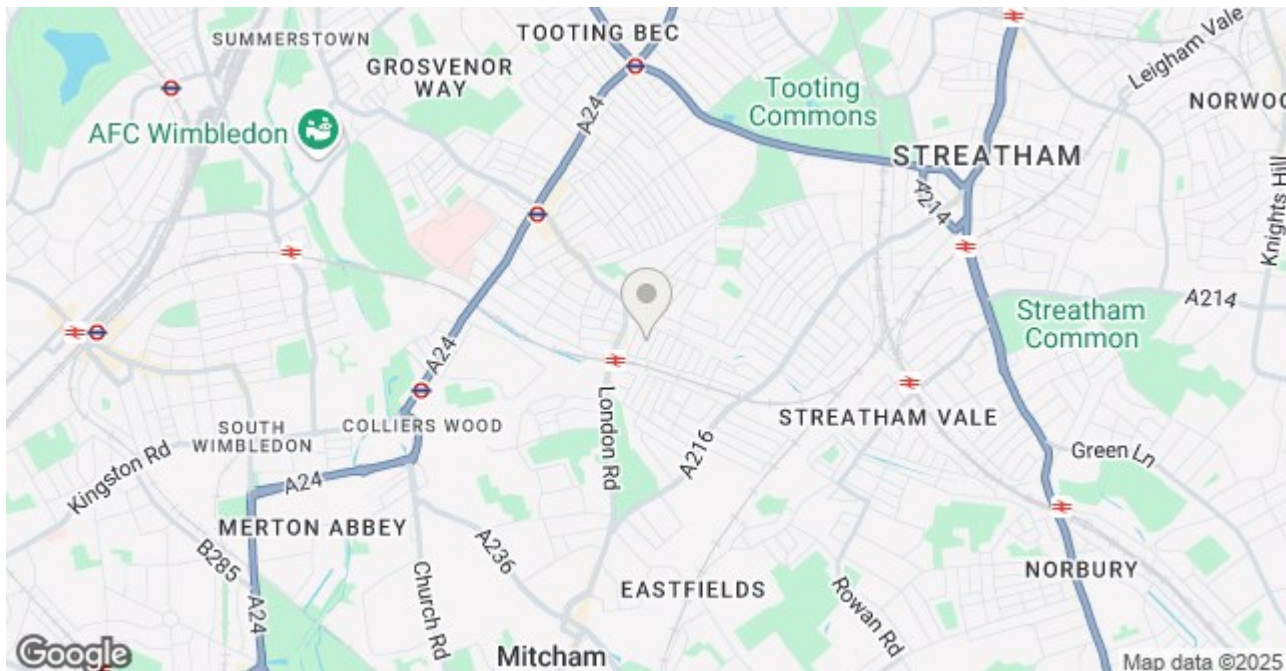 SUMMERSTOWN
TOOTING BEC
GROSVENOR
WAY
A24
Tooting
Commons
Leigham Vale
NORWOO
AFC Wimbledon
STREATHAM
A214
Knights Hill
A214
Streatham
Common
A24
London Rd
COLLIERS WOOD
SOUTH
WIMBLEDON
STREATHAM VALE
A216
Green Ln
Kingston Rd
A24
MERTON ABBEY
B285
A236
Church Rd
A24
EASTFIELDS
Rowan Rd
NORBURY
Mitcham
Google
Map data ©2025